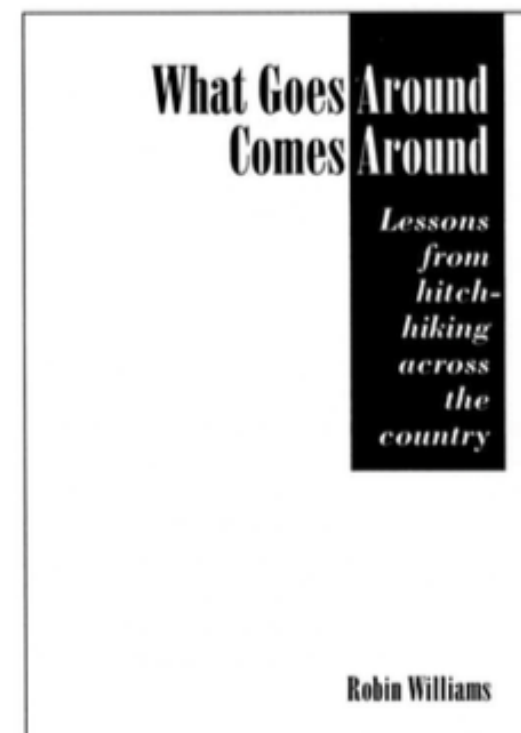 What Goes Around
Comes Around
Lessons
from
hitch-
hiking
across
the
country
Robin Williams